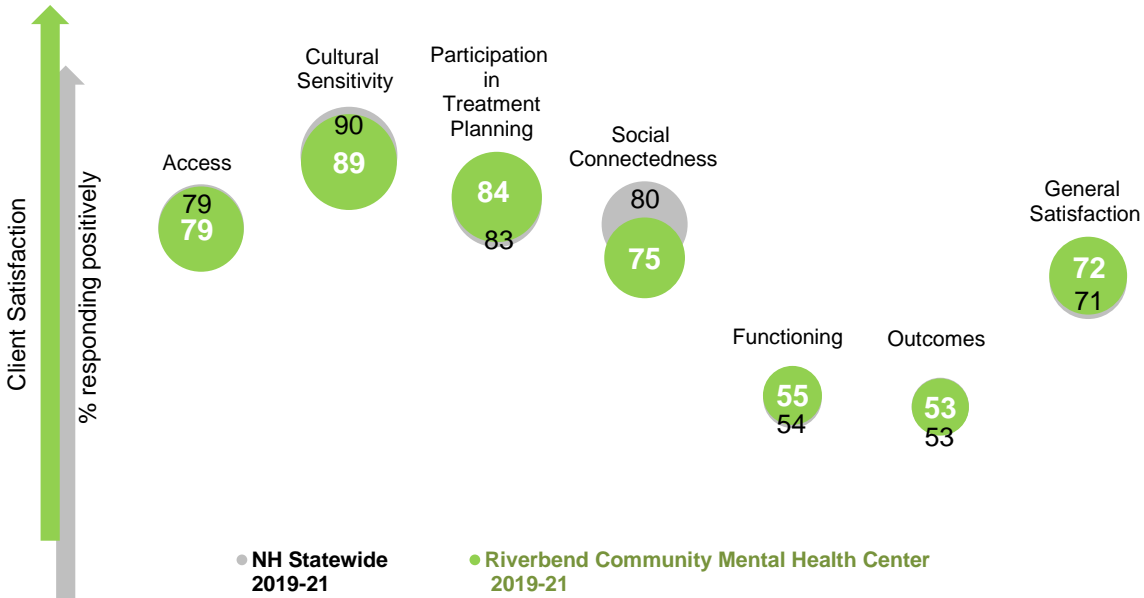 Client Satisfaction
% responding positively
Access
79
79
Cultural
Sensitivity
90
89
Participation
in
Treatment
Planning
84
83
Social
Connectedness
80
75
Functioning
55
54
Outcomes
53
53
General
Satisfaction
72
71
NH Statewide
2019-21
Riverbend Community Mental Health Center
2019-21